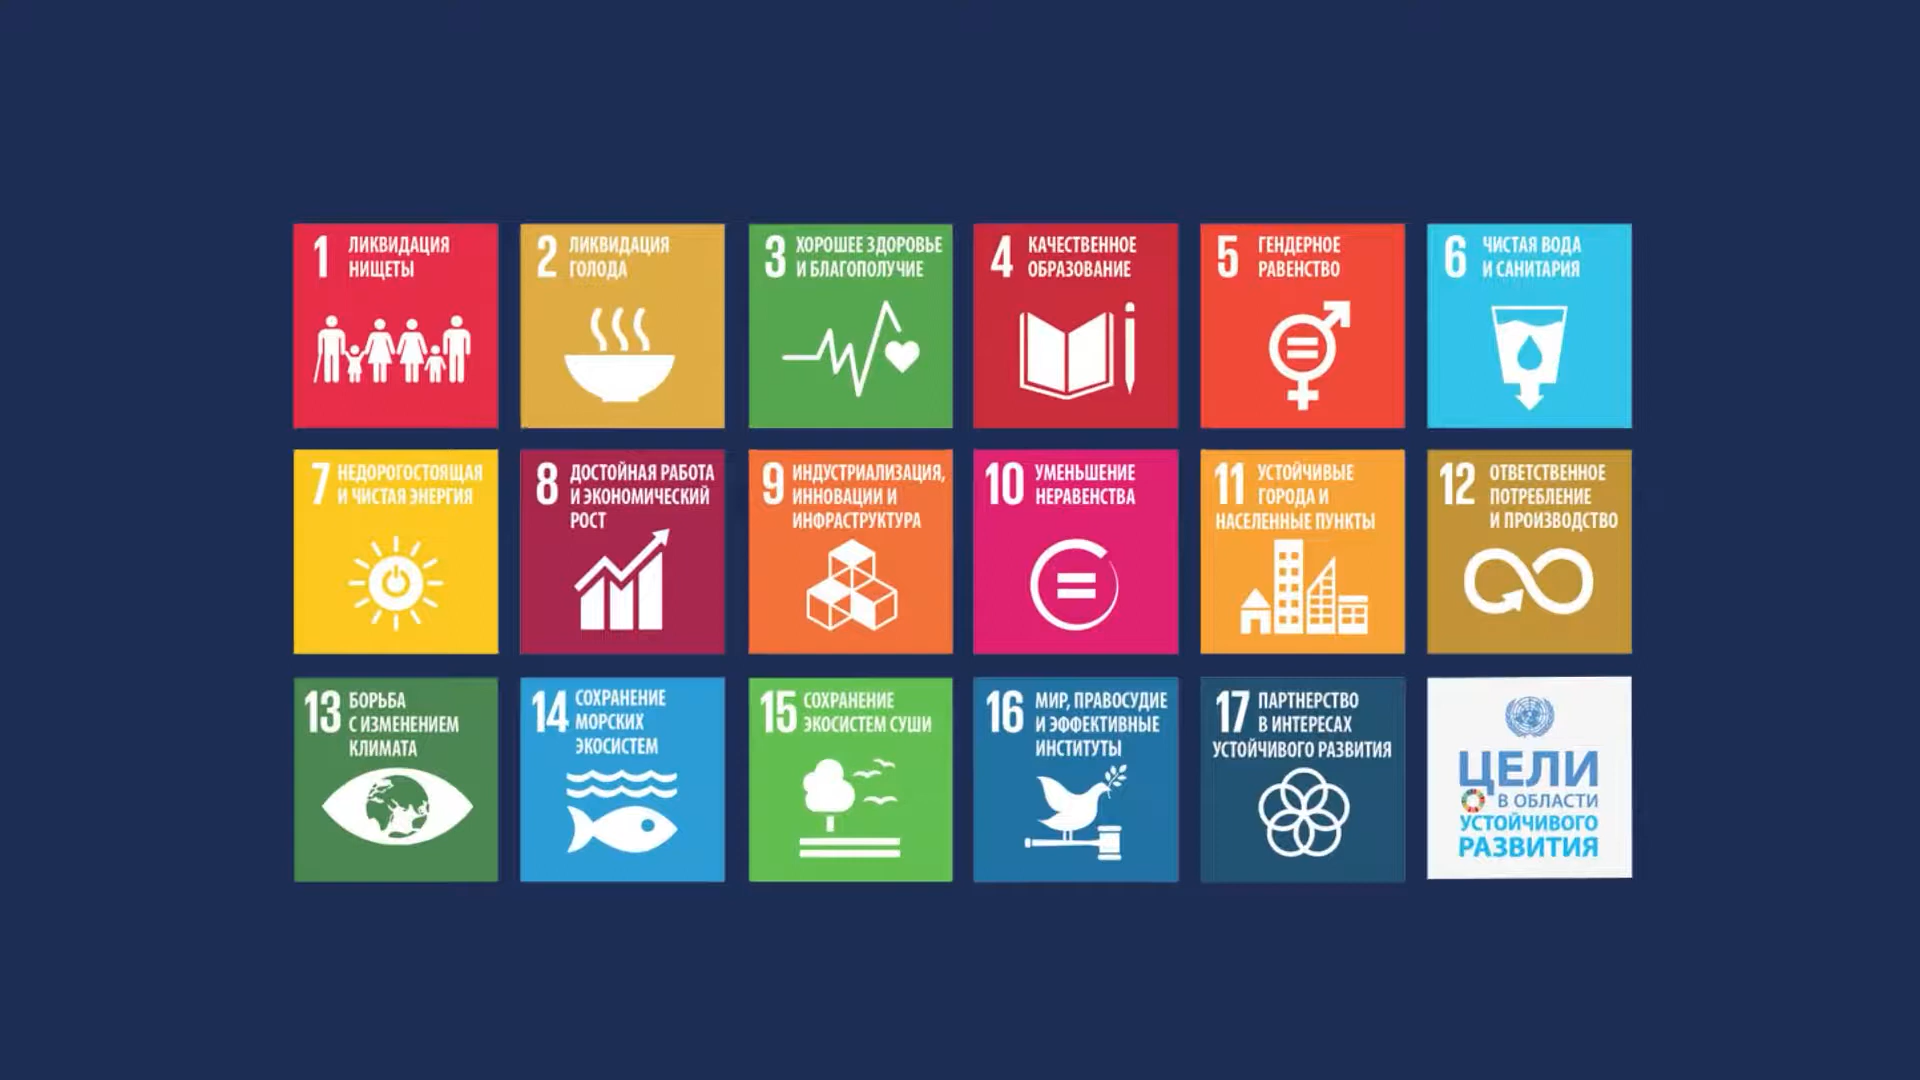 1 ЛИКВИДАЦИЯ
НИЩЕТЫ
2 ЛИКВИДАЦИЯ
ГОЛОДА
3 ХОРОШЕЕ ЗДОРОВЬЕ
И БЛАГОПОЛУЧИЕ
4 КАЧЕСТВЕННОЕ
ОБРАЗОВАНИЕ
5 ГЕНДЕРНОЕ
РАВЕНСТВО
6 ЧИСТАЯ ВОДА
И САНИТАРИЯ
7 НЕДОРОГОСТОЯЩАЯ
И ЧИСТАЯ ЭНЕРГИЯ
8 ДОСТОЙНАЯ РАБОТА
И ЭКОНОМИЧЕСКИЙ
РОСТ
9 ИНДУСТРИАЛИЗАЦИЯ,
ИННОВАЦИИ И
ИНФРАСТРУКТУРА
10 УМЕНЬШЕНИЕ
НЕРАВЕНСТВА
11 УСТОЙЧИВЫЕ
ГОРОДА И
НАСЕЛЕННЫЕ ПУНКТЫ
12 ОТВЕТСТВЕННОЕ
ПОТРЕБЛЕНИЕ
И ПРОИЗВОДСТВО
13 БОРЬБА
С ИЗМЕНЕНИЕМ
КЛИМАТА
14 СОХРАНЕНИЕ
МОРСКИХ
ЭКОСИСТЕМ
15 СОХРАНЕНИЕ
ЭКОСИСТЕМ СУШИ
16 МИР, ПРАВОСУДИЕ
И ЭФФЕКТИВНЫЕ
ИНСТИТУТЫ
17 ПАРТНЕРСТВО
В ИНТЕРЕСАХ
УСТОЙЧИВОГО РАЗВИТИЯ
ЦЕЛИ
В ОБЛАСТИ
УСТОЙЧИВОГО
РАЗВИТИЯ